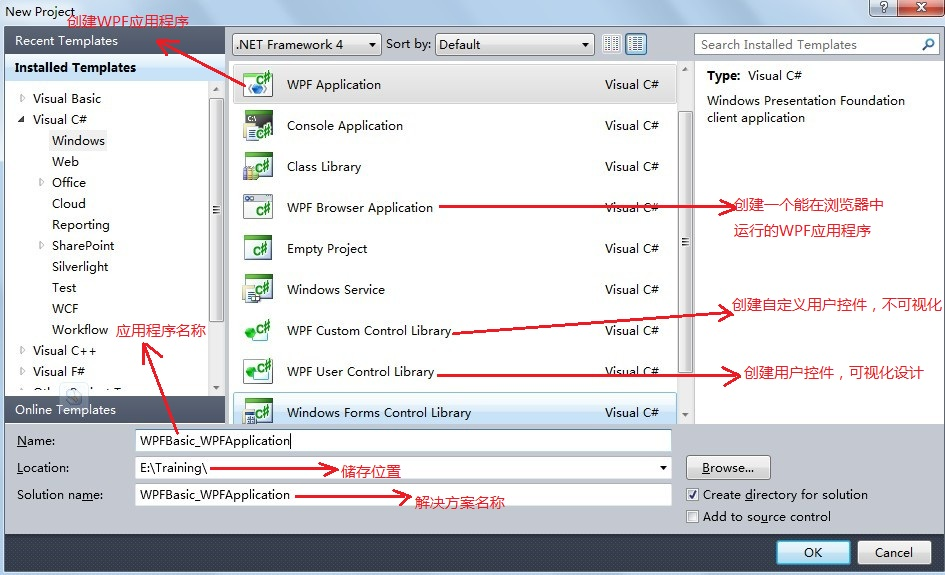 New Project
创建WPF应用程序
Recent Templates
.NET Framework 4
Sort by:
Default
Search Installed Templates
Installed Templates
Visual Basic
Visual C#
Windows
Web
Office
Cloud
Reporting
SharePoint
Silverlight
Test
WCF
Workflow
应用程序名称
Visual C++
Visual F#
Online Templates
WPF Application Visual C#
Console Application Visual C#
Class Library Visual C#
WPF Browser Application Visual C#
Empty Project Visual C#
Windows Service Visual C#
WPF Custom Control Library Visual C#
WPF User Control Library Visual C#
Windows Forms Control Library Visual C#
Type: Visual C#
Windows Presentation Foundation
client application
创建一个能在浏览器中
运行的WPF应用程序
创建自定义用户控件，不可视化
创建用户控件，可视化设计
Name: WPFBasic_WPFApplication
Location: E:\Training\
储存位置
Browse...
Solution name: WPFBasic_WPFApplication
解决方案名称
Create directory for solution
Add to source control
OK
Cancel